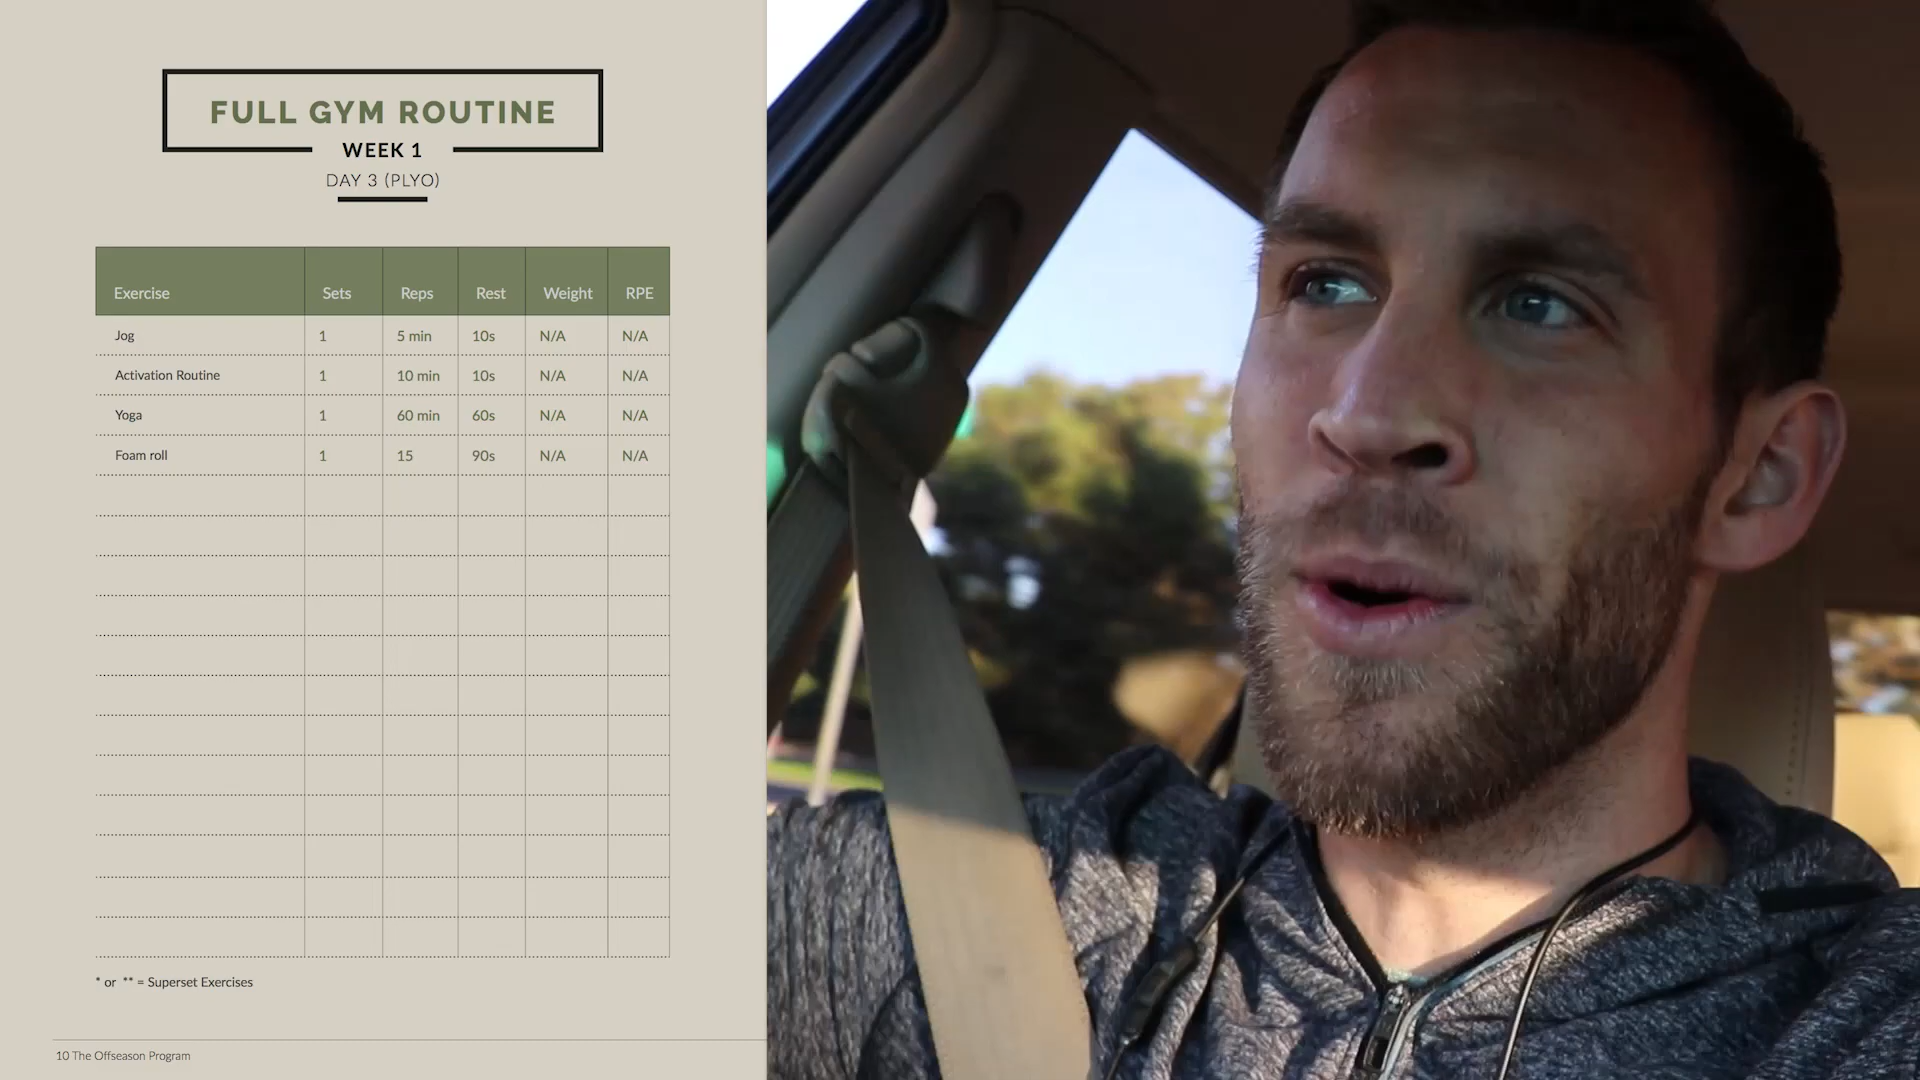 FULL GYM ROUTINE
WEEK 1
DAY 3 (PLYO)
Exercise Sets Reps Rest Weight RPE
Jog 1 5 min 10s N/A N/A
Activation Routine 1 10 min 10s N/A N/A
Yoga 1 60 min 60s N/A N/A
Foam roll 1 15 90s N/A N/A
* or ** = Superset Exercises
10 The Offseason Program